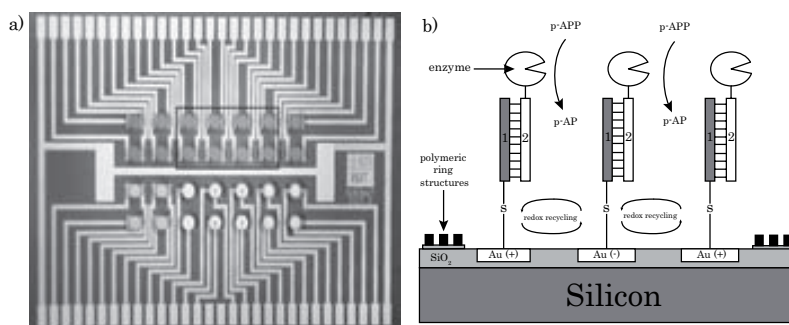 a)
b)
p-APP
p-APP
enzyme
p-AP
p-AP
1 2
1 2
1 2
polymeric
ring
structures
S
S
S
redox recycling
redox recycling
SiO2
Au (+)
Au (-)
Au (+)
Silicon